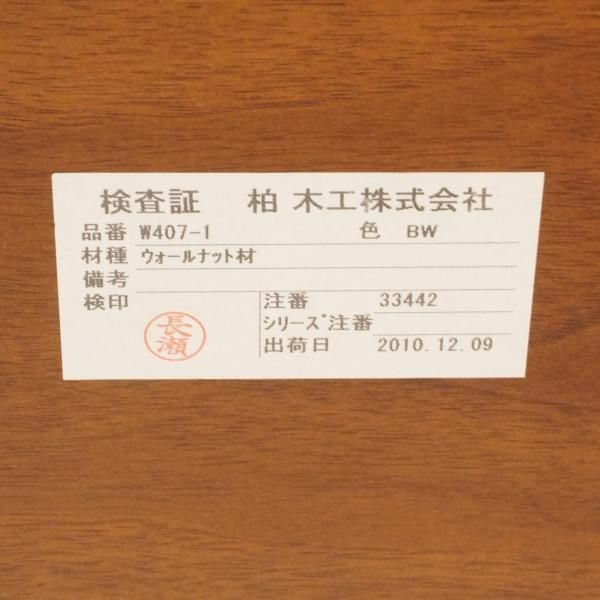 検査証 柏木工株式会社
品番 W407-1 色 BW
材種 ウォールナット材
備考
検印
長瀬
注番 33442
シリーズ注番
出荷日 2010.12.09